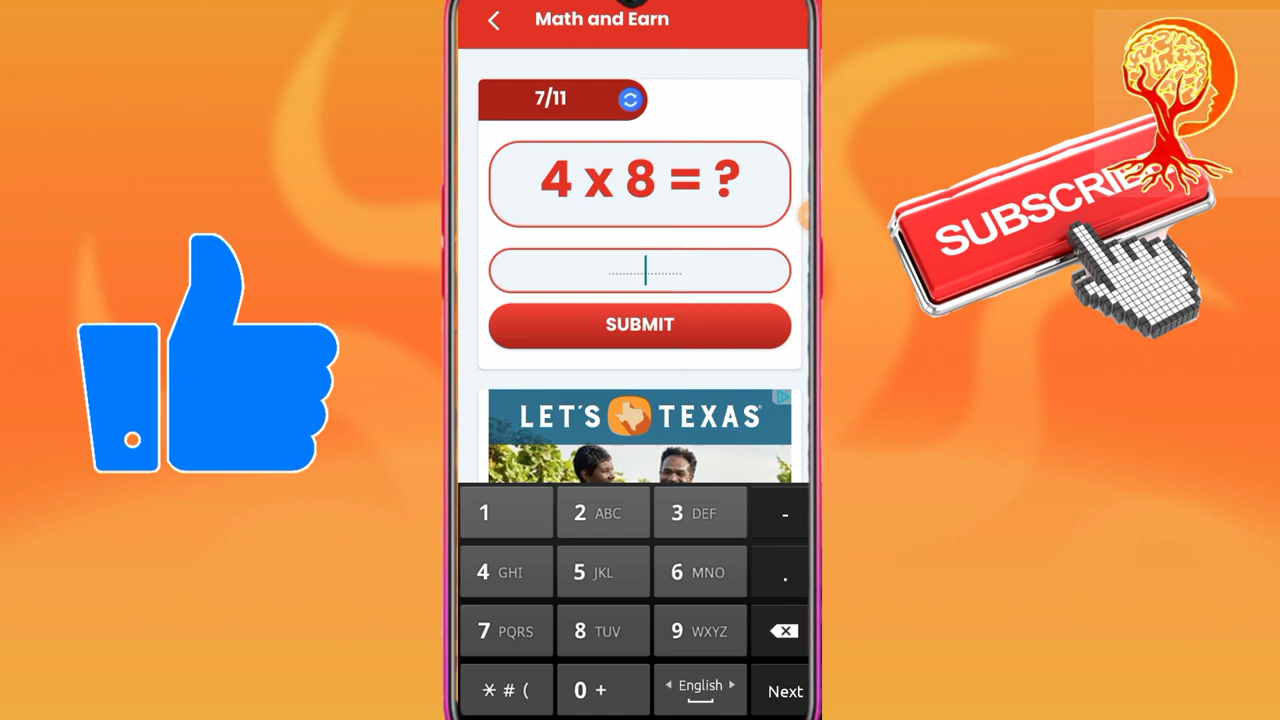 Math and Earn
7/11
4 x 8 = ?
SUBMIT
LET'S TEXAS
SUBSCRIBE
1
2 ABC
3 DEF
-
4 GHI
5 JKL
6 MNO
.
7 PQRS
8 TUV
9 WXYZ
* # (
0 +
English
Next